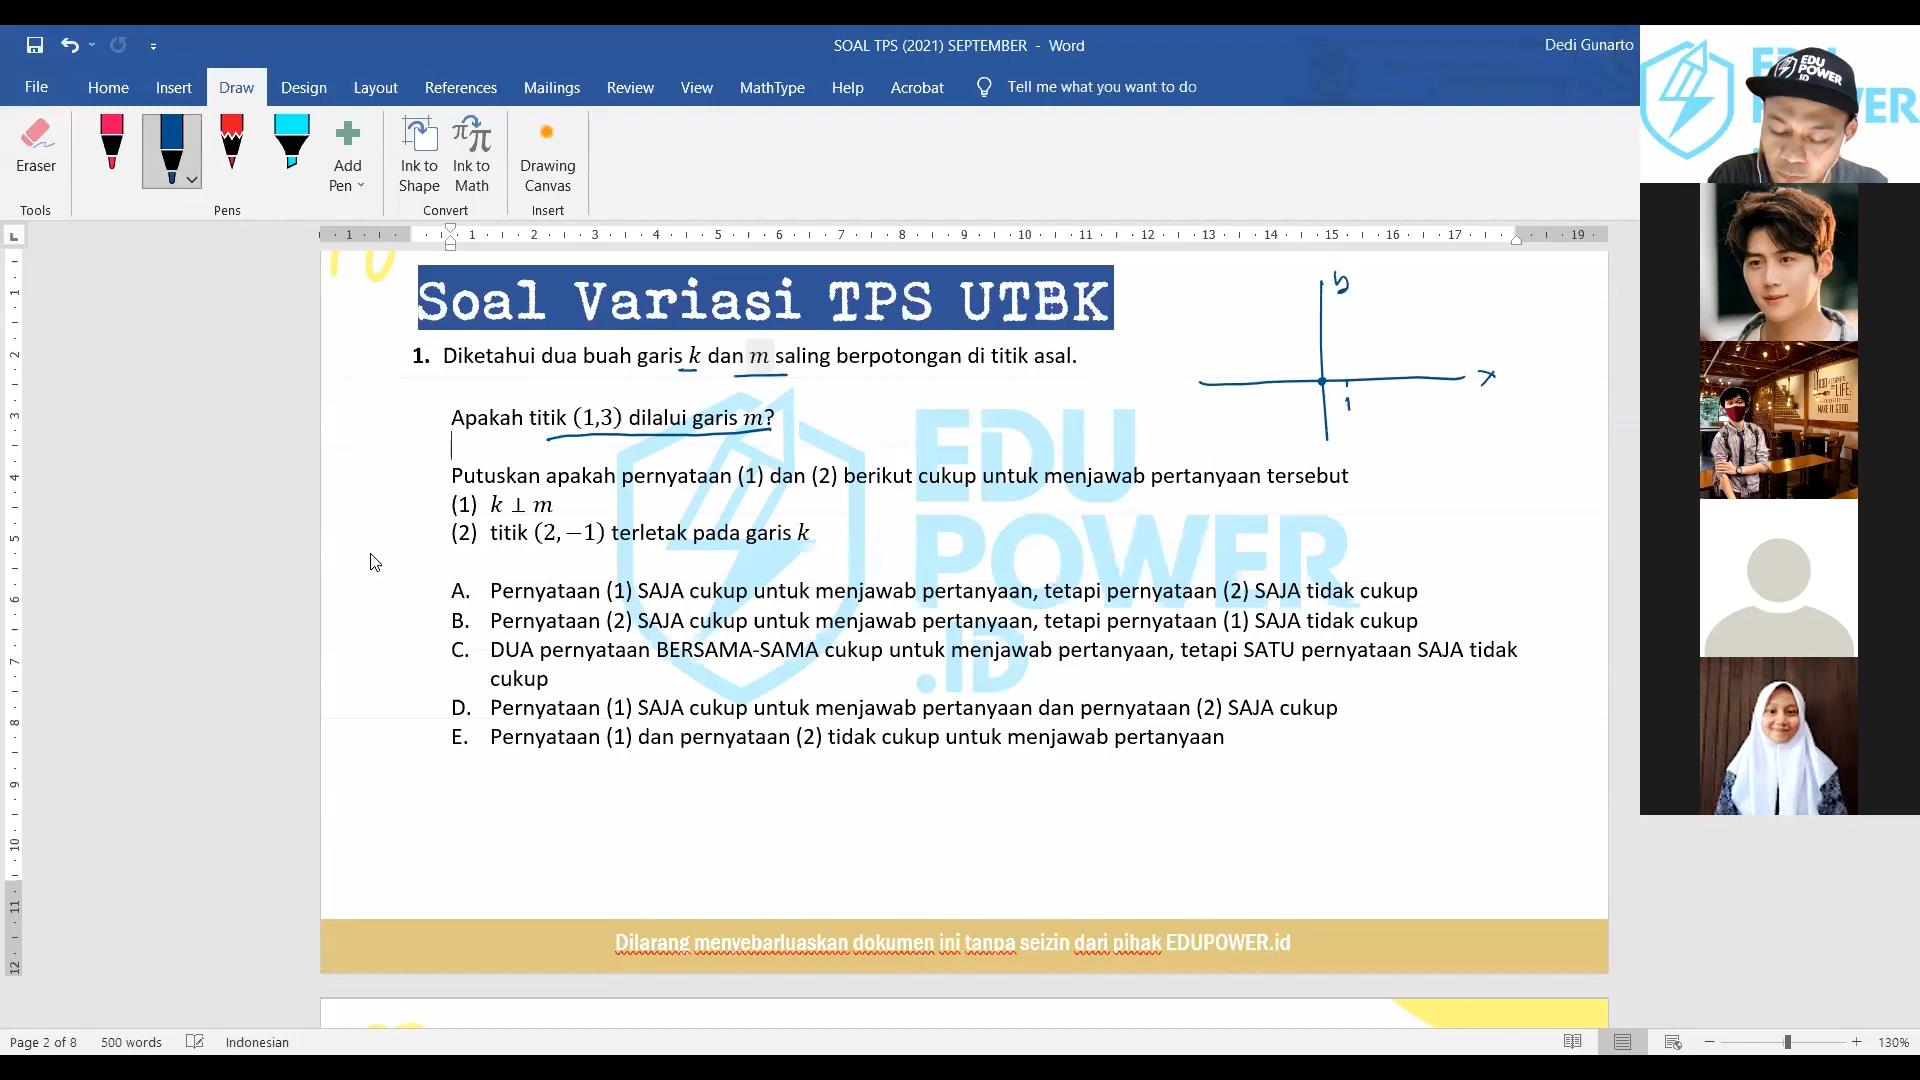 SOAL TPS (2021) SEPTEMBER - Word
Dedi Gunarto
File
Home
Insert
Draw
Design
Layout
References
Mailings
Review
View
MathType
Help
Acrobat
Tell me what you want to do
Eraser
Add Pen
Ink to Shape
Ink to Math
Drawing Canvas
Tools
Pens
Convert
Insert
Soal Variasi TPS UTBK
1. Diketahui dua buah garis k dan m saling berpotongan di titik asal.
Apakah titik (1,3) dilalui garis m?
Putuskan apakah pernyataan (1) dan (2) berikut cukup untuk menjawab pertanyaan tersebut
(1) k ⊥ m
(2) titik (2, −1) terletak pada garis k
A. Pernyataan (1) SAJA cukup untuk menjawab pertanyaan, tetapi pernyataan (2) SAJA tidak cukup
B. Pernyataan (2) SAJA cukup untuk menjawab pertanyaan, tetapi pernyataan (1) SAJA tidak cukup
C. DUA pernyataan BERSAMA-SAMA cukup untuk menjawab pertanyaan, tetapi SATU pernyataan SAJA tidak
cukup
D. Pernyataan (1) SAJA cukup untuk menjawab pertanyaan dan pernyataan (2) SAJA cukup
E. Pernyataan (1) dan pernyataan (2) tidak cukup untuk menjawab pertanyaan
x
1
EDU
POWER
.ID
Dilarang menyebarluaskan dokumen ini tanpa seizin dari pihak EDUPOWER.id
Page 2 of 8
500 words
Indonesian
130%
EDU
POWER
.ID